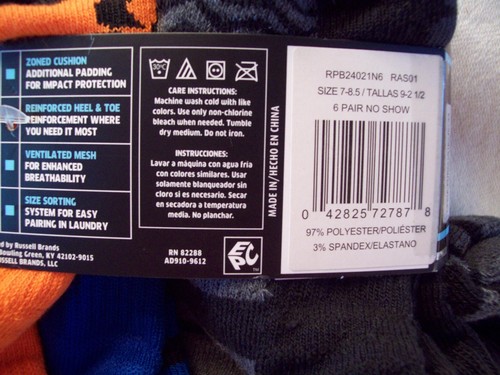 ZONED CUSHION
ADDITIONAL PADDING
FOR IMPACT PROTECTION
REINFORCED HEEL & TOE
REINFORCEMENT WHERE
YOU NEED IT MOST
VENTILATED MESH
FOR ENHANCED
BREATHABILITY
SIZE SORTING
SYSTEM FOR EASY
PAIRING IN LAUNDRY
by Russell Brands
Bowling Green, KY 42102-9015
RUSSELL BRANDS, LLC
30°
CARE INSTRUCTIONS:
Machine wash cold with like
colors. Use only non-chlorine
bleach when needed. Tumble
dry medium. Do not iron.
INSTRUCCIONES:
Lavar a máquina con agua fria
con colores similares. Usar
solamente blanqueador sin
cloro si es necesario. Secar
en secadora a temperatura
media. No planchar.
RN 82288
AD910-9612
EPC
TM
MADE IN/HECHO EN CHINA
RPB24021N6 RAS01
SIZE 7-8.5 / TALLAS 9-2 1/2
6 PAIR NO SHOW
0 42825 72787 8
97% POLYESTER/POLIÉSTER
3% SPANDEX/ELASTANO